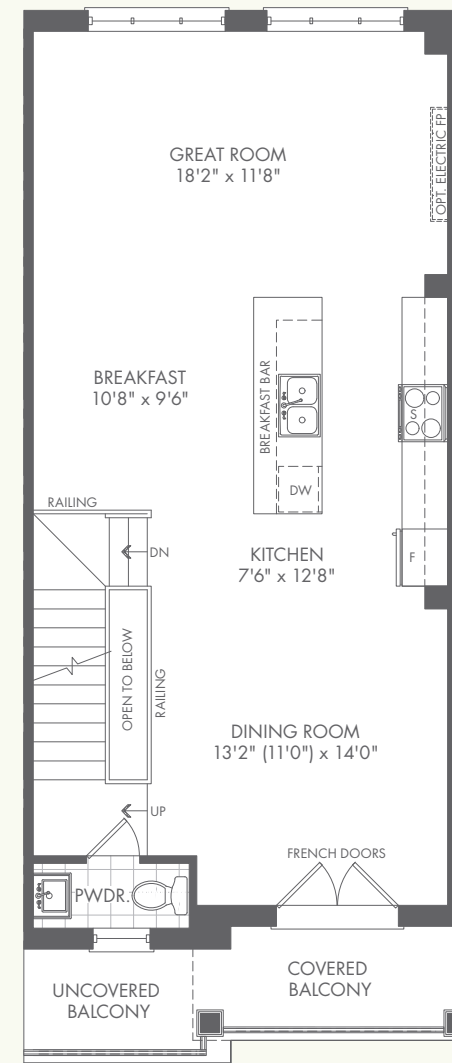 GREAT ROOM
18'2" x 11'8"
OPT. ELECTRIC FP
BREAKFAST
10'8" x 9'6"
BREAKFAST BAR
S
DW
RAILING
DN
KITCHEN
7'6" x 12'8"
F
OPEN TO BELOW
RAILING
DINING ROOM
13'2" (11'0") x 14'0"
UP
FRENCH DOORS
PWDR.
UNCOVERED
BALCONY
COVERED
BALCONY